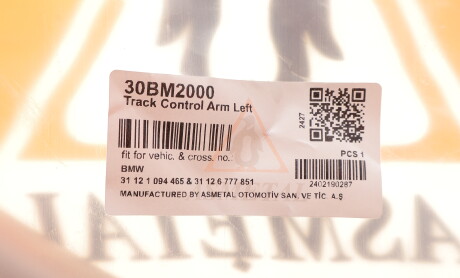 30BM2000
Track Control Arm Left
2427
fit for vehic. & cross. no.
PCS 1
BMW
31 12 1 094 465 & 31 12 6 777 851
2402190287
MANUFACTURED BY ASMETAL OTOMOTİV SAN. VE TİC. A.Ş
ASMETAL